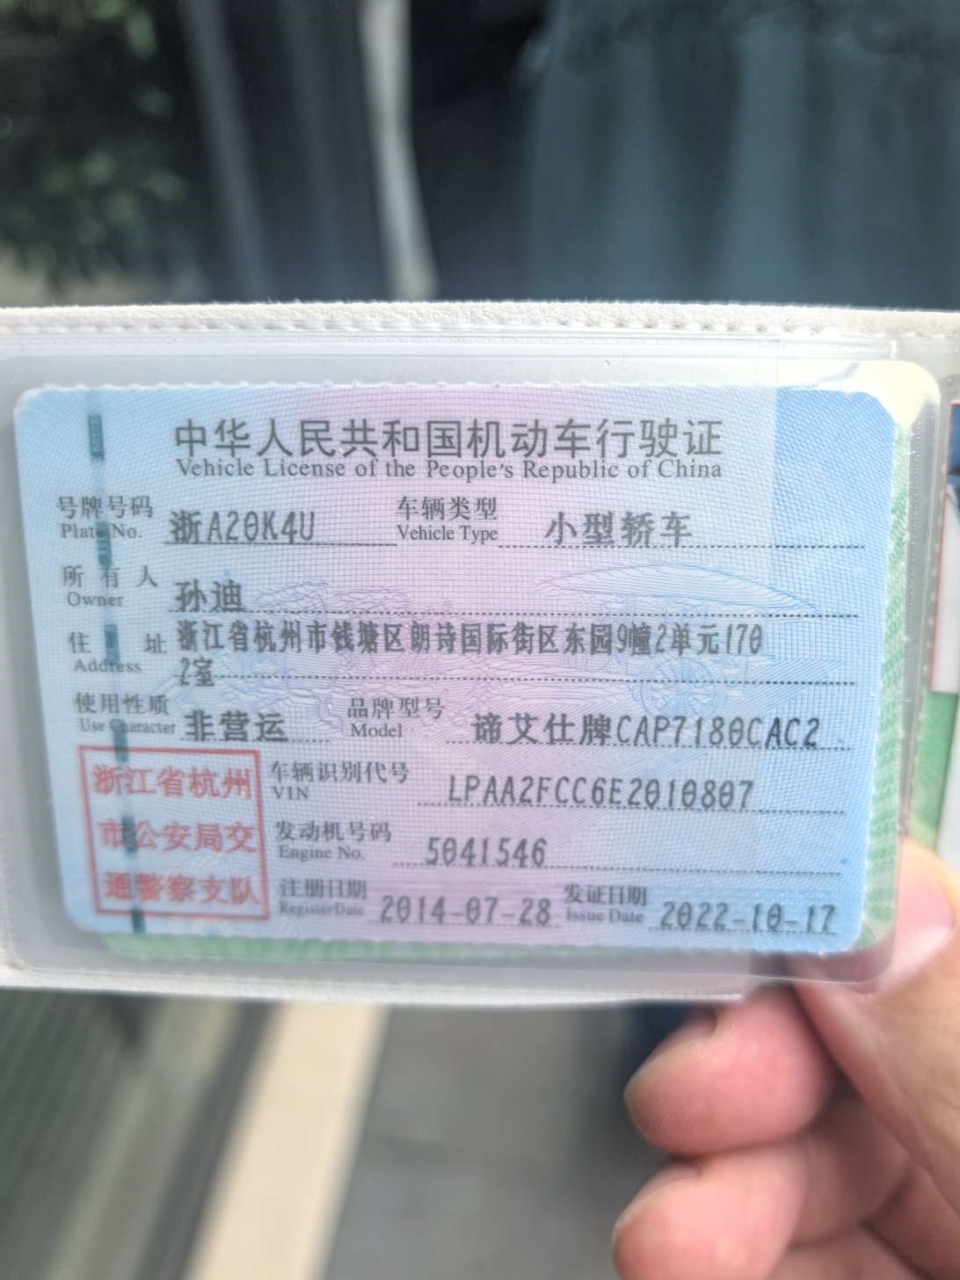 中华人民共和国机动车行驶证
Vehicle License of the People's Republic of China
号牌号码 浙A20K4U 车辆类型 小型轿车
Plate No. Vehicle Type
所有人 孙迪
Owner
住址 浙江省杭州市钱塘区朗诗国际街区东园9幢2单元170
Address 2室
使用性质 非营运 品牌型号 谛艾仕牌CAP7180CAC2
Use Character Model
浙江省杭州
市公安局交
通警察支队
车辆识别代号 LPAA2FCC6E2010807
VIN
发动机号码 5041546
Engine No.
注册日期 2014-07-28 发证日期 2022-10-17
Register Date Issue Date